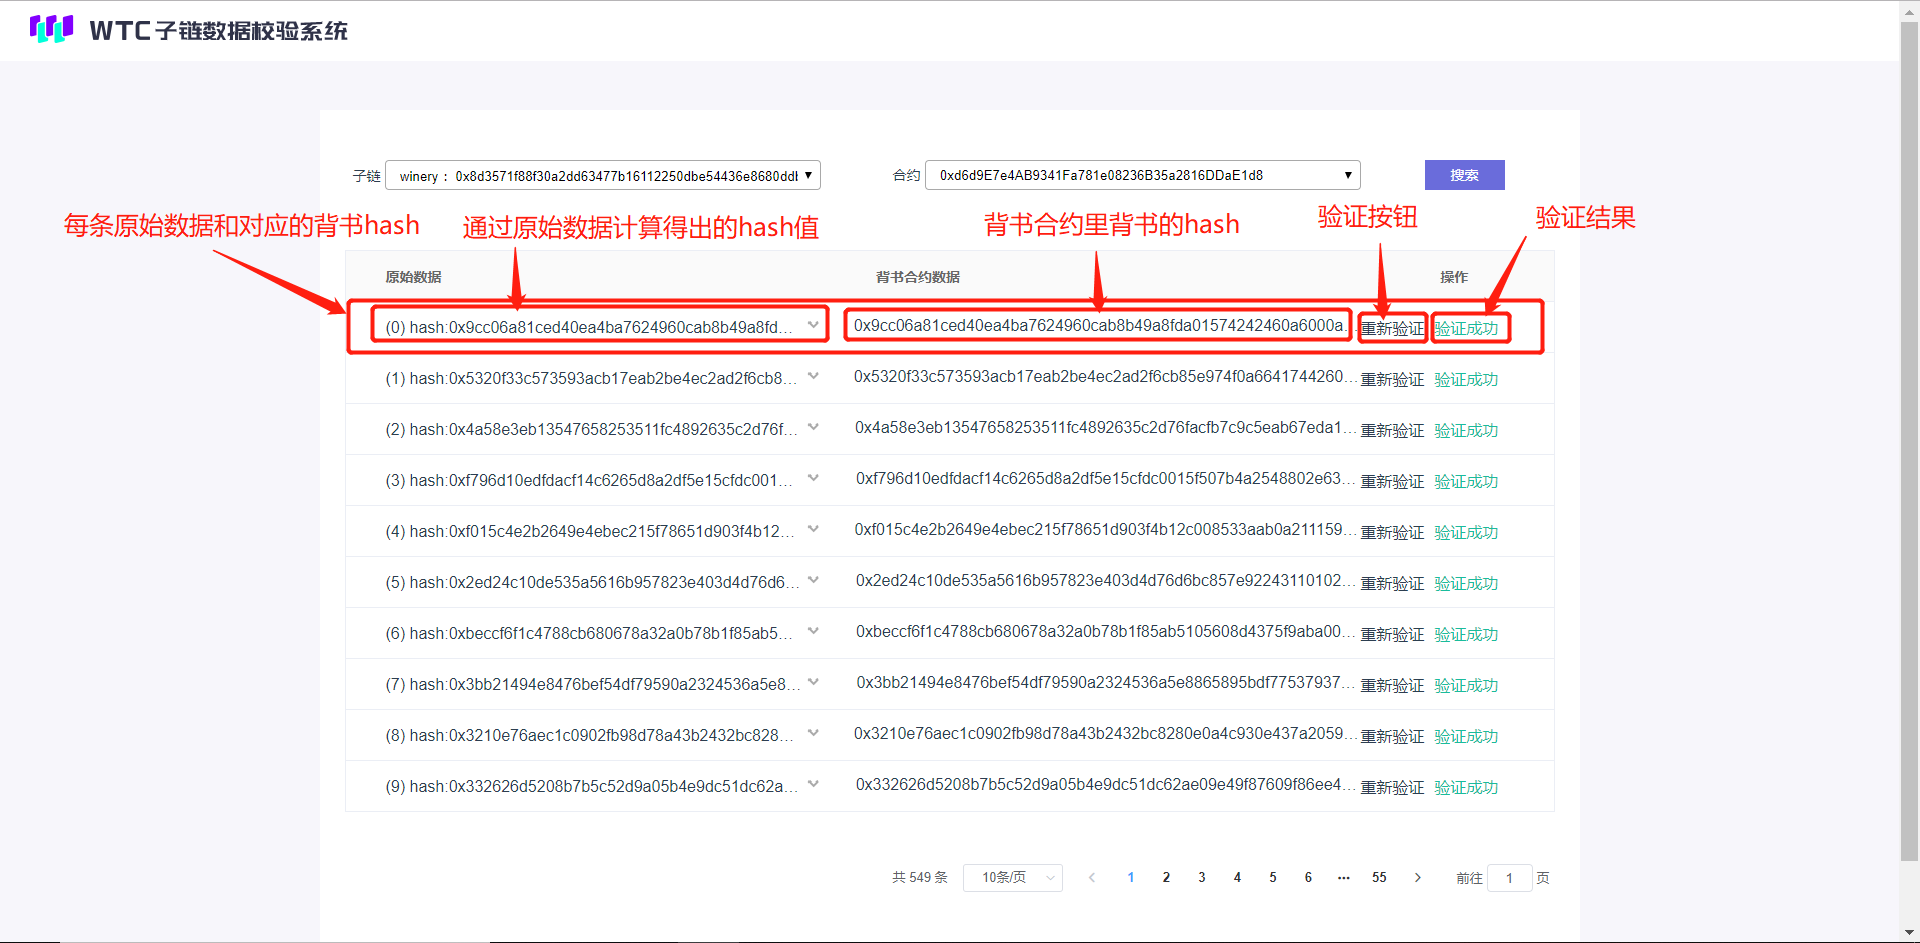 WTC子链数据校验系统
子链 winery： 0x8d3571f88f30a2dd63477b16112250dbe54436e8680ddb 合约 0xd6d9E7e4AB9341Fa781e08236B35a2816DDaE1d8 搜索
每条原始数据和对应的背书hash 通过原始数据计算得出的hash值 背书合约里背书的hash 验证按钮 验证结果
原始数据 背书合约数据 操作
(0) hash:0x9cc06a81ced40ea4ba7624960cab8b49a8fd... 0x9cc06a81ced40ea4ba7624960cab8b49a8fda01574242460a6000a... 重新验证 验证成功
(1) hash:0x5320f33c573593acb17eab2be4ec2ad2f6cb8... 0x5320f33c573593acb17eab2be4ec2ad2f6cb85e974f0a6641744260... 重新验证 验证成功
(2) hash:0x4a58e3eb13547658253511fc4892635c2d76f... 0x4a58e3eb13547658253511fc4892635c2d76facfb7c9c5eab67eda1... 重新验证 验证成功
(3) hash:0xf796d10edfdacf14c6265d8a2df5e15cfdc001... 0xf796d10edfdacf14c6265d8a2df5e15cfdc0015f507b4a2548802e63... 重新验证 验证成功
(4) hash:0xf015c4e2b2649e4ebec215f78651d903f4b12... 0xf015c4e2b2649e4ebec215f78651d903f4b12c008533aab0a211159... 重新验证 验证成功
(5) hash:0x2ed24c10de535a5616b957823e403d4d76d6... 0x2ed24c10de535a5616b957823e403d4d76d6bc857e92243110102... 重新验证 验证成功
(6) hash:0xbeccf6f1c4788cb680678a32a0b78b1f85ab5... 0xbeccf6f1c4788cb680678a32a0b78b1f85ab5105608d4375f9aba00... 重新验证 验证成功
(7) hash:0x3bb21494e8476bef54df79590a2324536a5e8... 0x3bb21494e8476bef54df79590a2324536a5e8865895bdf77537937... 重新验证 验证成功
(8) hash:0x3210e76aec1c0902fb98d78a43b2432bc828... 0x3210e76aec1c0902fb98d78a43b2432bc8280e0a4c930e437a2059... 重新验证 验证成功
(9) hash:0x332626d5208b7b5c52d9a05b4e9dc51dc62a... 0x332626d5208b7b5c52d9a05b4e9dc51dc62ae09e49f87609f86ee4... 重新验证 验证成功
共 549 条 10条/页 1 2 3 4 5 6 ... 55 前往 1 页